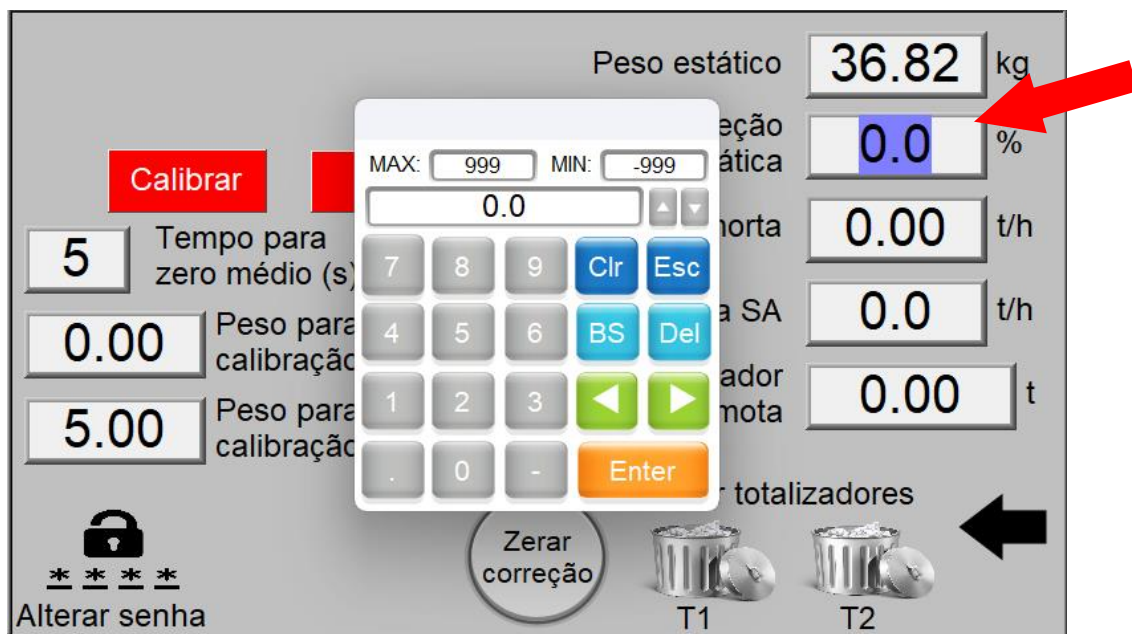 Peso estático 36.82 kg
eção
ática 0.0 %
MAX: 999 MIN: -999
0.0
Calibrar
7 8 9 Clr Esc
4 5 6 BS Del
1 2 3
. 0 - Enter
5 Tempo para
zero médio (s)
0.00 Peso para
calibração
5.00 Peso para
calibração
norta 0.00 t/h
a SA 0.0 t/h
ador
mota 0.00 t
r totalizadores
Zerar
correção
* * * *
Alterar senha
T1 T2